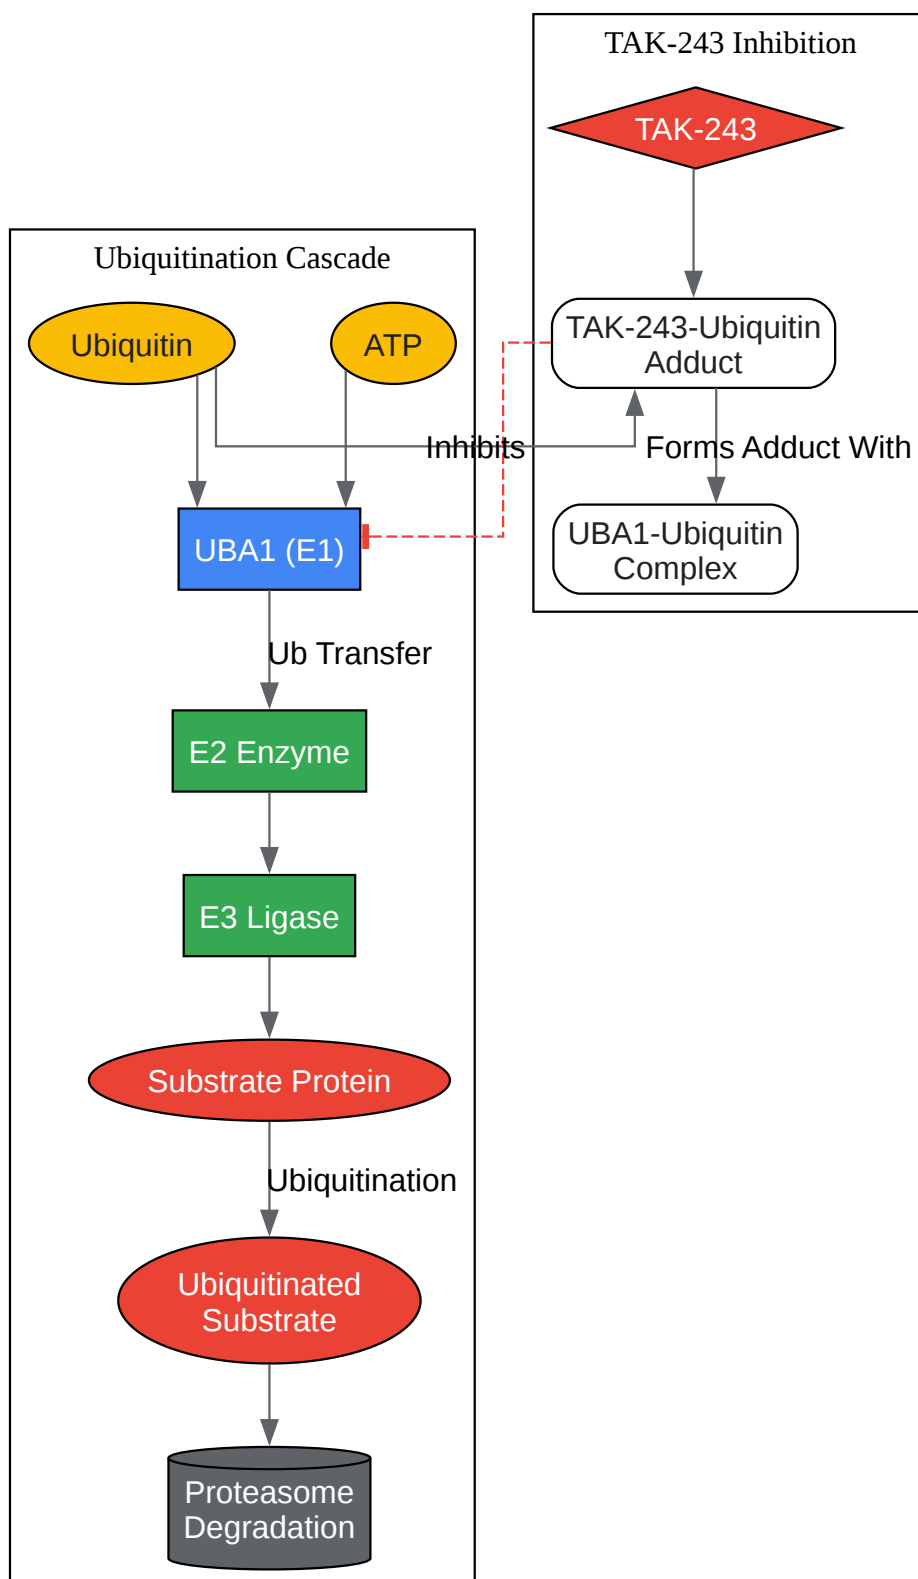 TAK-243 Inhibition
TAK-243
Ubiquitination Cascade
Ubiquitin
ATP
TAK-243-Ubiquitin
Adduct
Inhibits
Forms Adduct With
UBA1 (E1)
UBA1-Ubiquitin
Complex
Ub Transfer
E2 Enzyme
E3 Ligase
Substrate Protein
Ubiquitination
Ubiquitinated
Substrate
Proteasome
Degradation